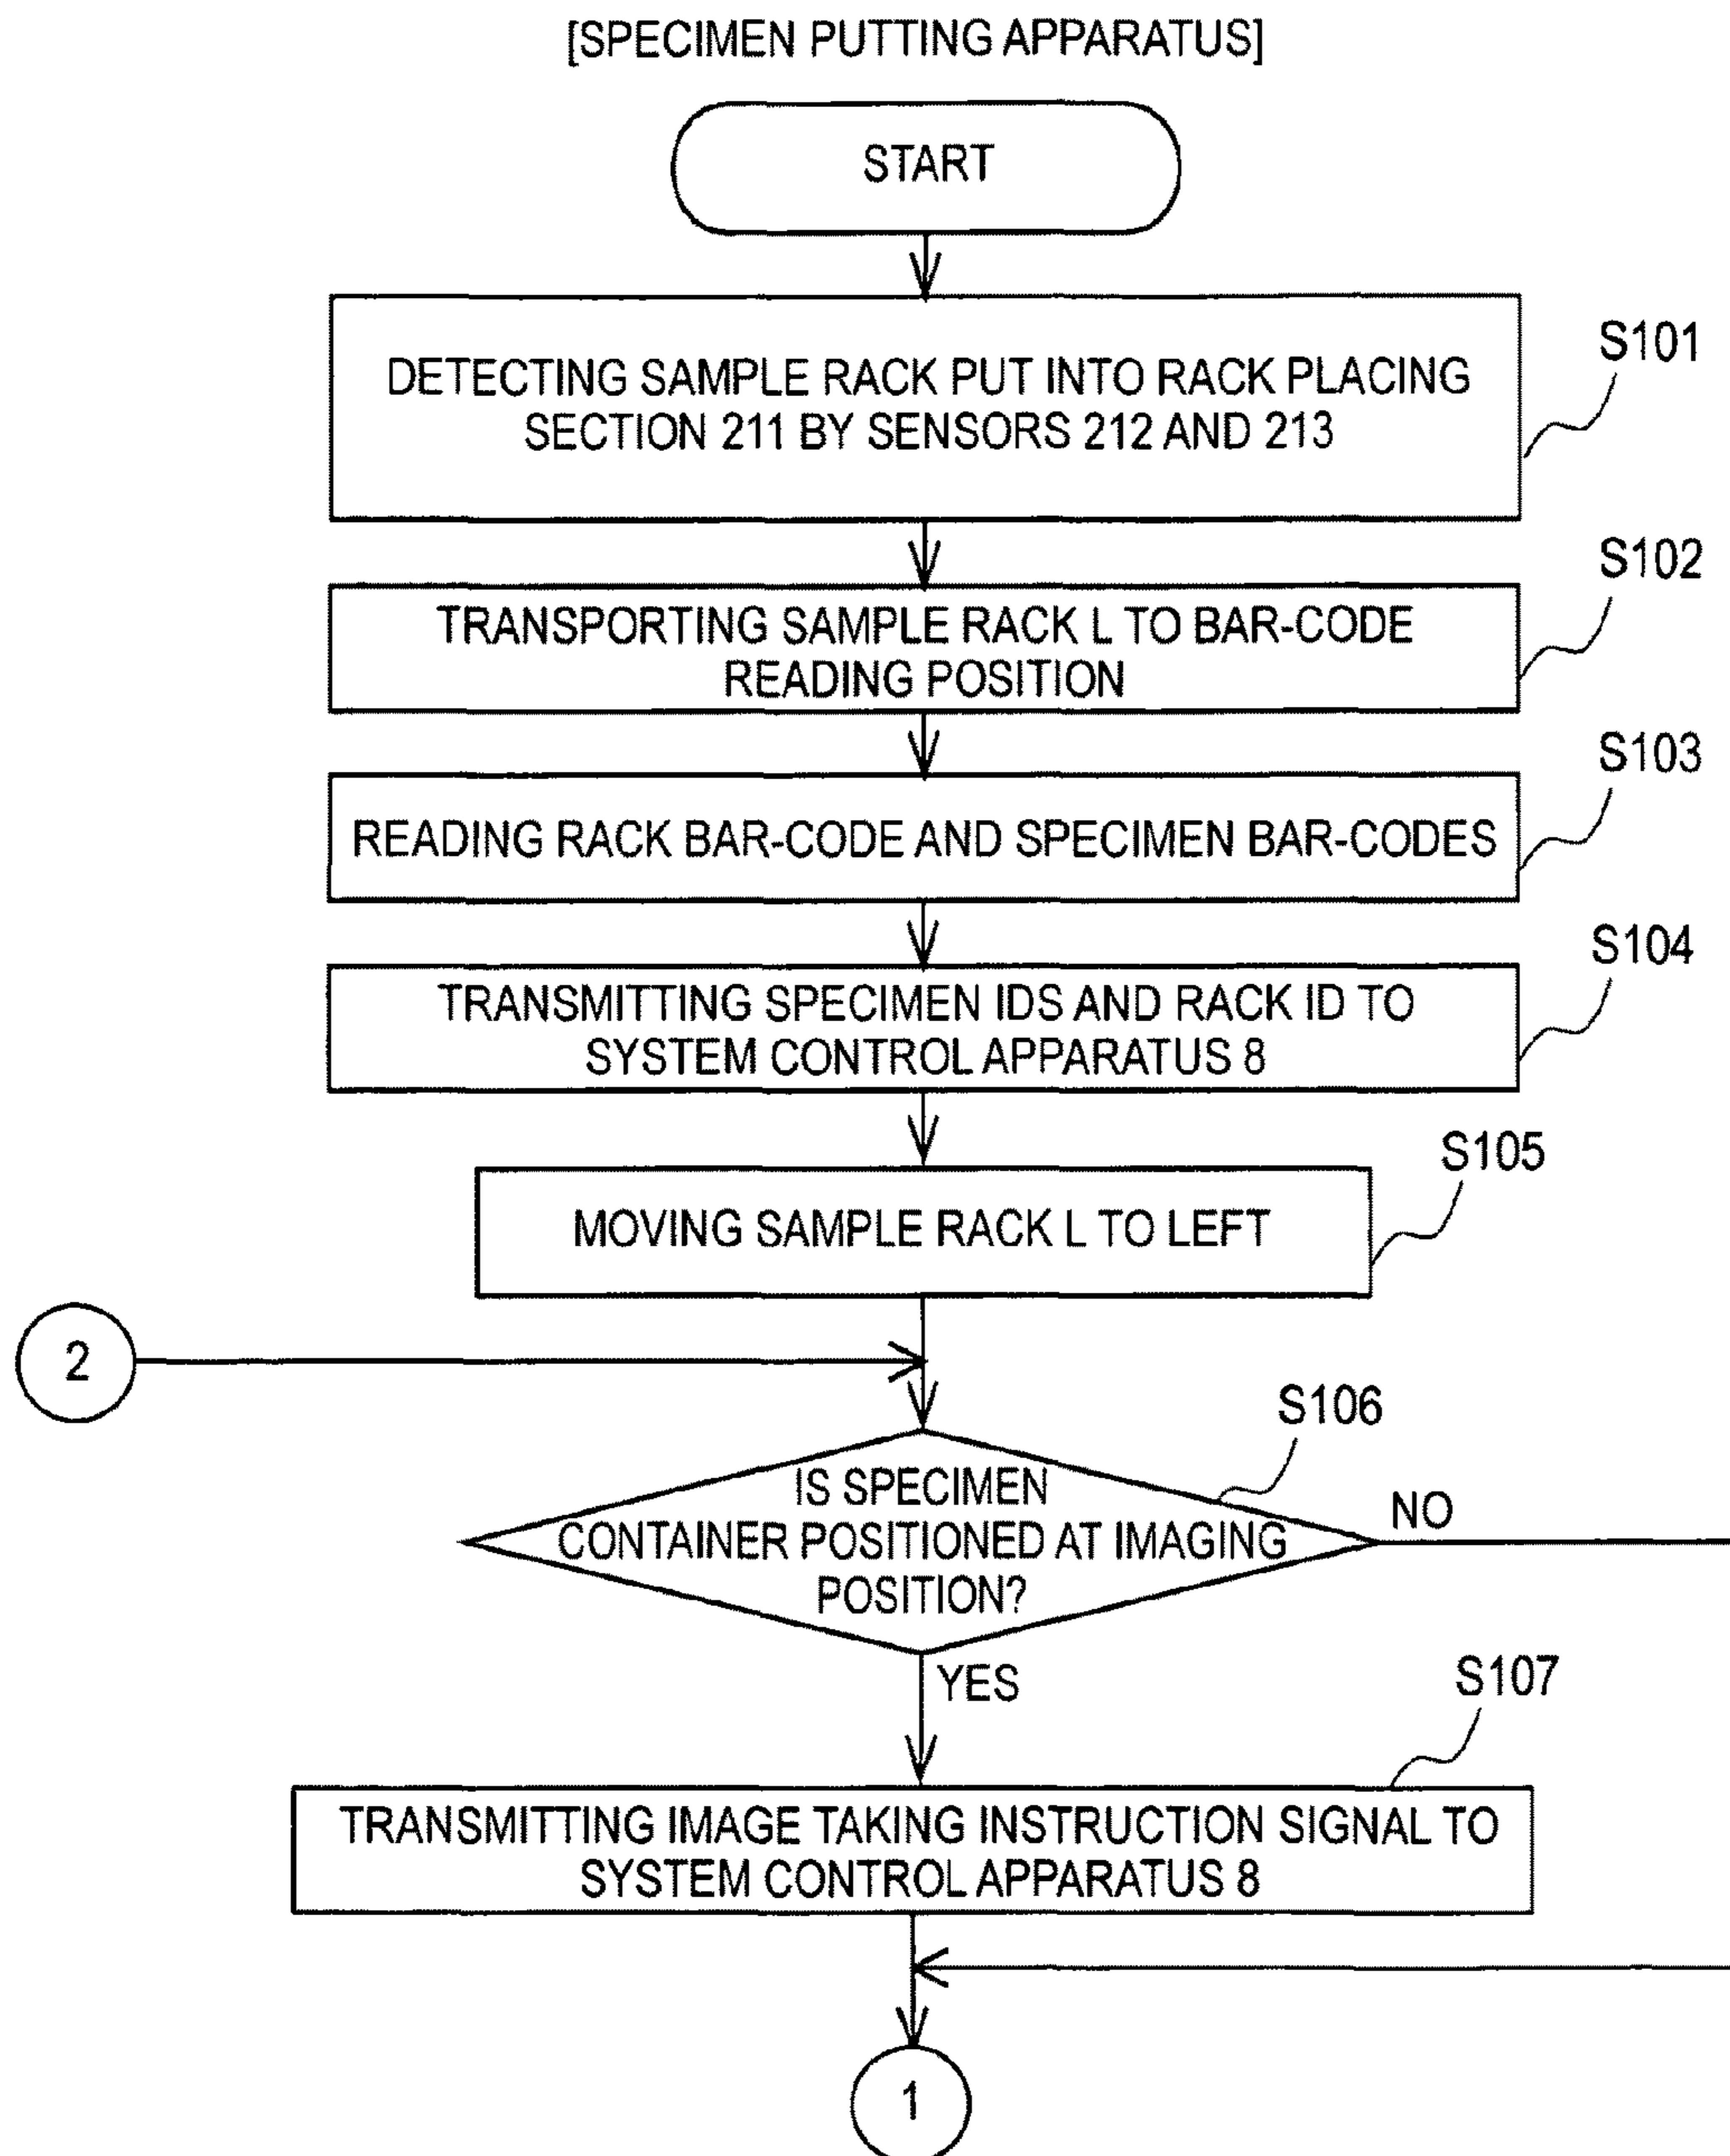 [SPECIMEN PUTTING APPARATUS]
START
S101
DETECTING SAMPLE RACK PUT INTO RACK PLACING
SECTION 211 BY SENSORS 212 AND 213
S102
TRANSPORTING SAMPLE RACK L TO BAR-CODE
READING POSITION
S103
READING RACK BAR-CODE AND SPECIMEN BAR-CODES
S104
TRANSMITTING SPECIMEN IDS AND RACK ID TO
SYSTEM CONTROL APPARATUS 8
S105
MOVING SAMPLE RACK L TO LEFT
2
S106
IS SPECIMEN
CONTAINER POSITIONED AT IMAGING
POSITION?
NO
YES
S107
TRANSMITTING IMAGE TAKING INSTRUCTION SIGNAL TO
SYSTEM CONTROL APPARATUS 8
1